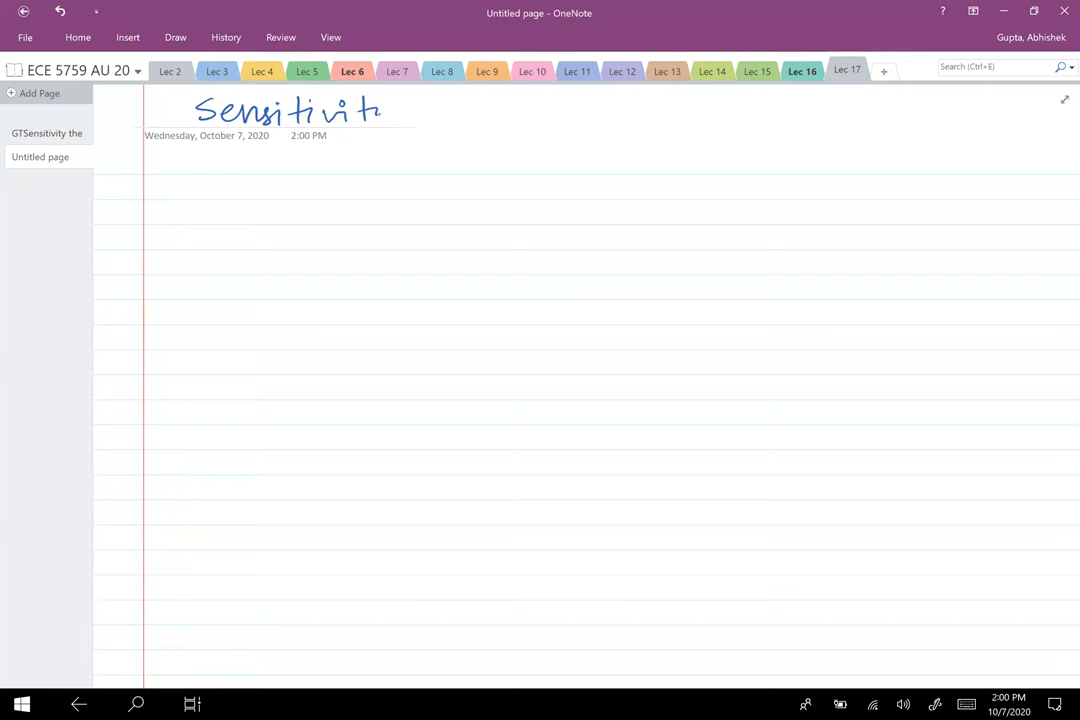 Untitled page - OneNote
?
File Home Insert Draw History Review View
Gupta, Abhishek
ECE 5759 AU 20
Lec 2 Lec 3 Lec 4 Lec 5 Lec 6 Lec 7 Lec 8 Lec 9 Lec 10 Lec 11 Lec 12 Lec 13 Lec 14 Lec 15 Lec 16 Lec 17 +
Search (Ctrl+E)
Add Page
Sensitivit
GTSensitivity the
Wednesday, October 7, 2020 2:00 PM
Untitled page
2:00 PM
10/7/2020